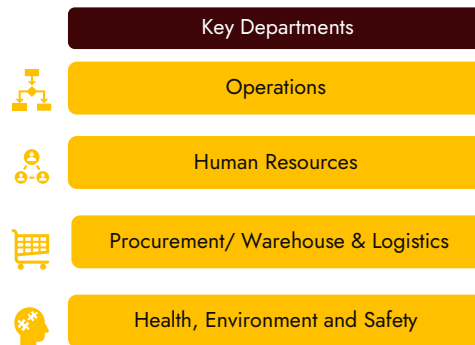 Key Departments
Operations
Human Resources
Procurement/ Warehouse & Logistics
Health, Environment and Safety